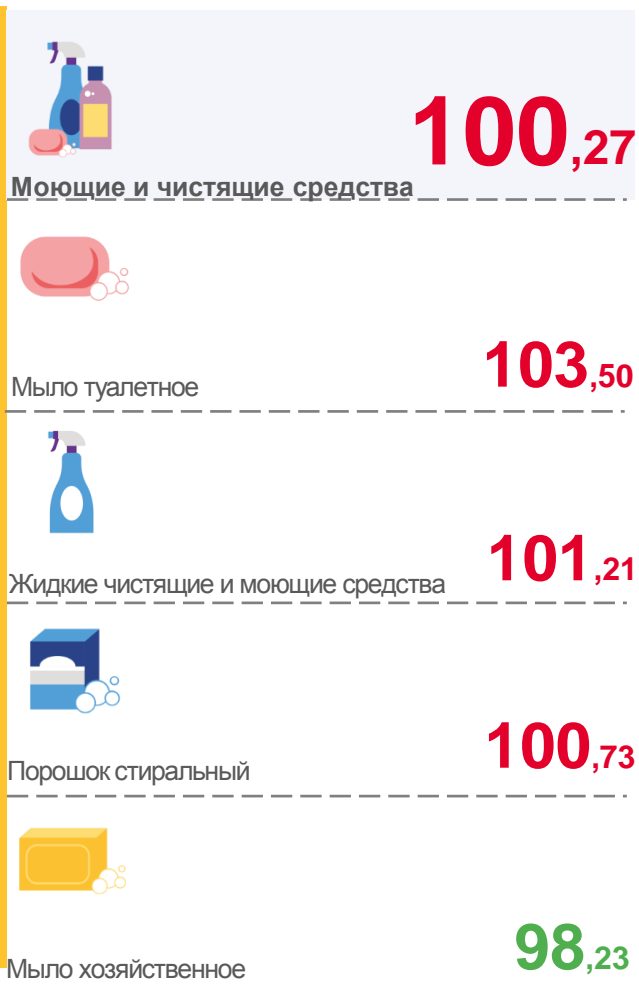 100,27
Моющие и чистящие средства
103,50
Мыло туалетное
101,21
Жидкие чистящие и моющие средства
100,73
Порошок стиральный
98,23
Мыло хозяйственное